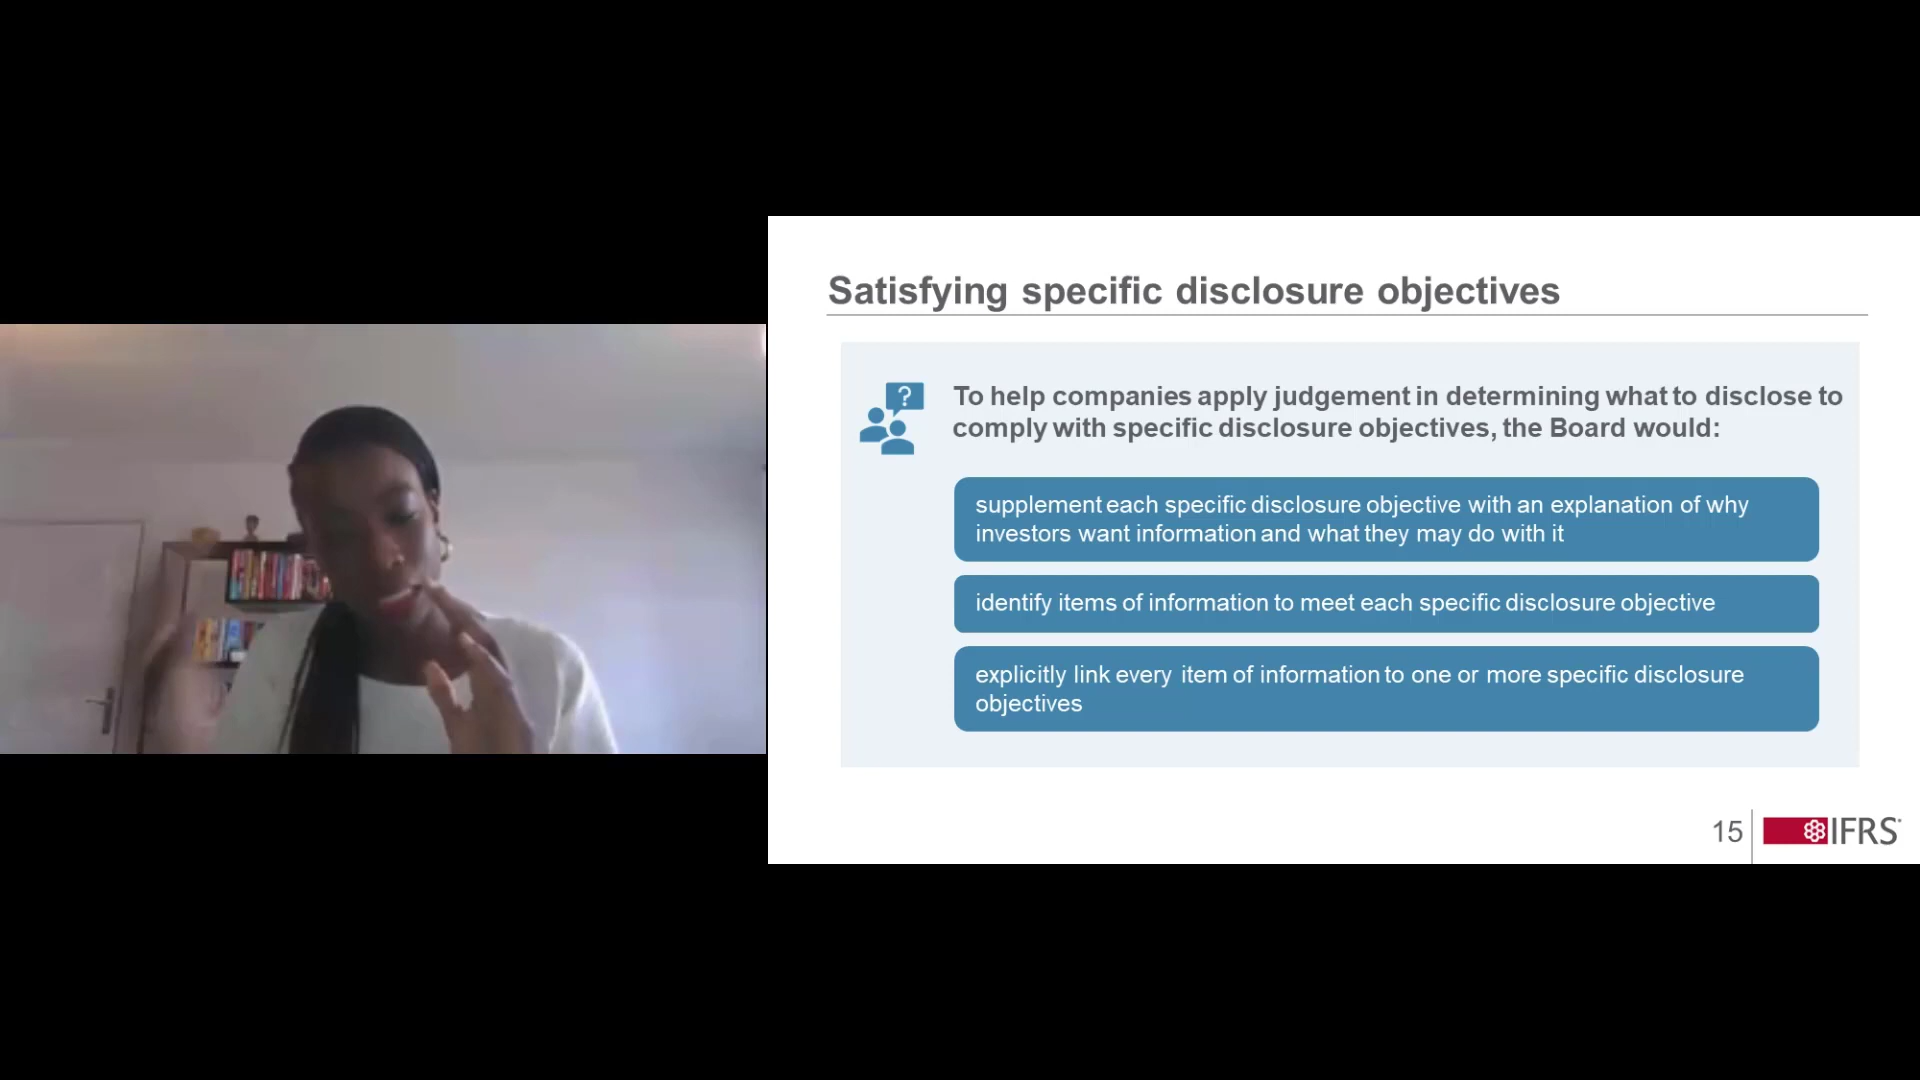 Satisfying specific disclosure objectives
?
To help companies apply judgement in determining what to disclose to
comply with specific disclosure objectives, the Board would:
supplement each specific disclosure objective with an explanation of why
investors want information and what they may do with it
identify items of information to meet each specific disclosure objective
explicitly link every item of information to one or more specific disclosure
objectives
15
IFRS®